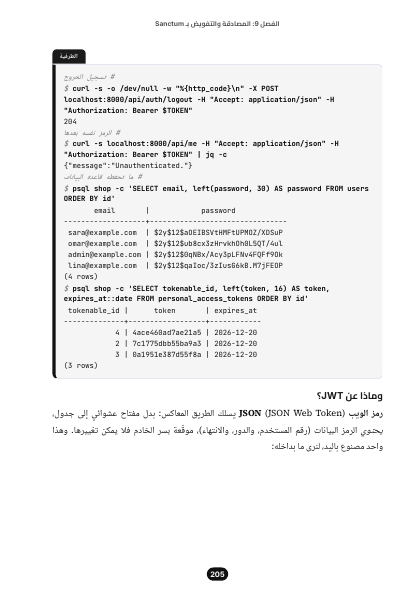 الفصل 9: المصادقة والتفويض بـ Sanctum
الطرفية
# تسجيل الخروج
$ curl -s -o /dev/null -w "%{http_code}\n" -X POST
localhost:8000/api/auth/logout -H "Accept: application/json" -H
"Authorization: Bearer $TOKEN"
204
# الرمز نفسه بعدها
$ curl -s localhost:8000/api/me -H "Accept: application/json" -H
"Authorization: Bearer $TOKEN" | jq -c
{"message":"Unauthenticated."}
# ما تحفظه قاعدة البيانات
$ psql shop -c 'SELECT email, left(password, 30) AS password FROM users
ORDER BY id'
email | password
-------------------+--------------------------------
sara@example.com | $2y$12$aOEIBSVtHMFtUPMOZ/XDSuP
omar@example.com | $2y$12$ub8cx3zHrvkhOh0L5QT/4ul
admin@example.com | $2y$12$0qNBx/Acy3pLFNv4FQFf9Ok
lina@example.com | $2y$12$qaIoc/3zIusG6kB.M7jFEOP
(4 rows)
$ psql shop -c 'SELECT tokenable_id, left(token, 16) AS token,
expires_at::date FROM personal_access_tokens ORDER BY id'
tokenable_id | token | expires_at
--------------+------------------+------------
4 | 4ace460ad7ae21a5 | 2026-12-20
2 | 7c1775dbb55ba9a3 | 2026-12-20
3 | 0a1951e387d55f8a | 2026-12-20
(3 rows)
وماذا عن JWT؟
رمز الويب JSON (JSON Web Token) يسلك الطريق المعاكس: بدل مفتاح عشوائي إلى جدول،
يحتوي الرمز البيانات (رقم المستخدم، والدور، والانتهاء)، موقّعة بسر الخادم فلا يمكن تغييرها. وهذا
واحد مصنوع باليد، لنرى ما بداخله:
205